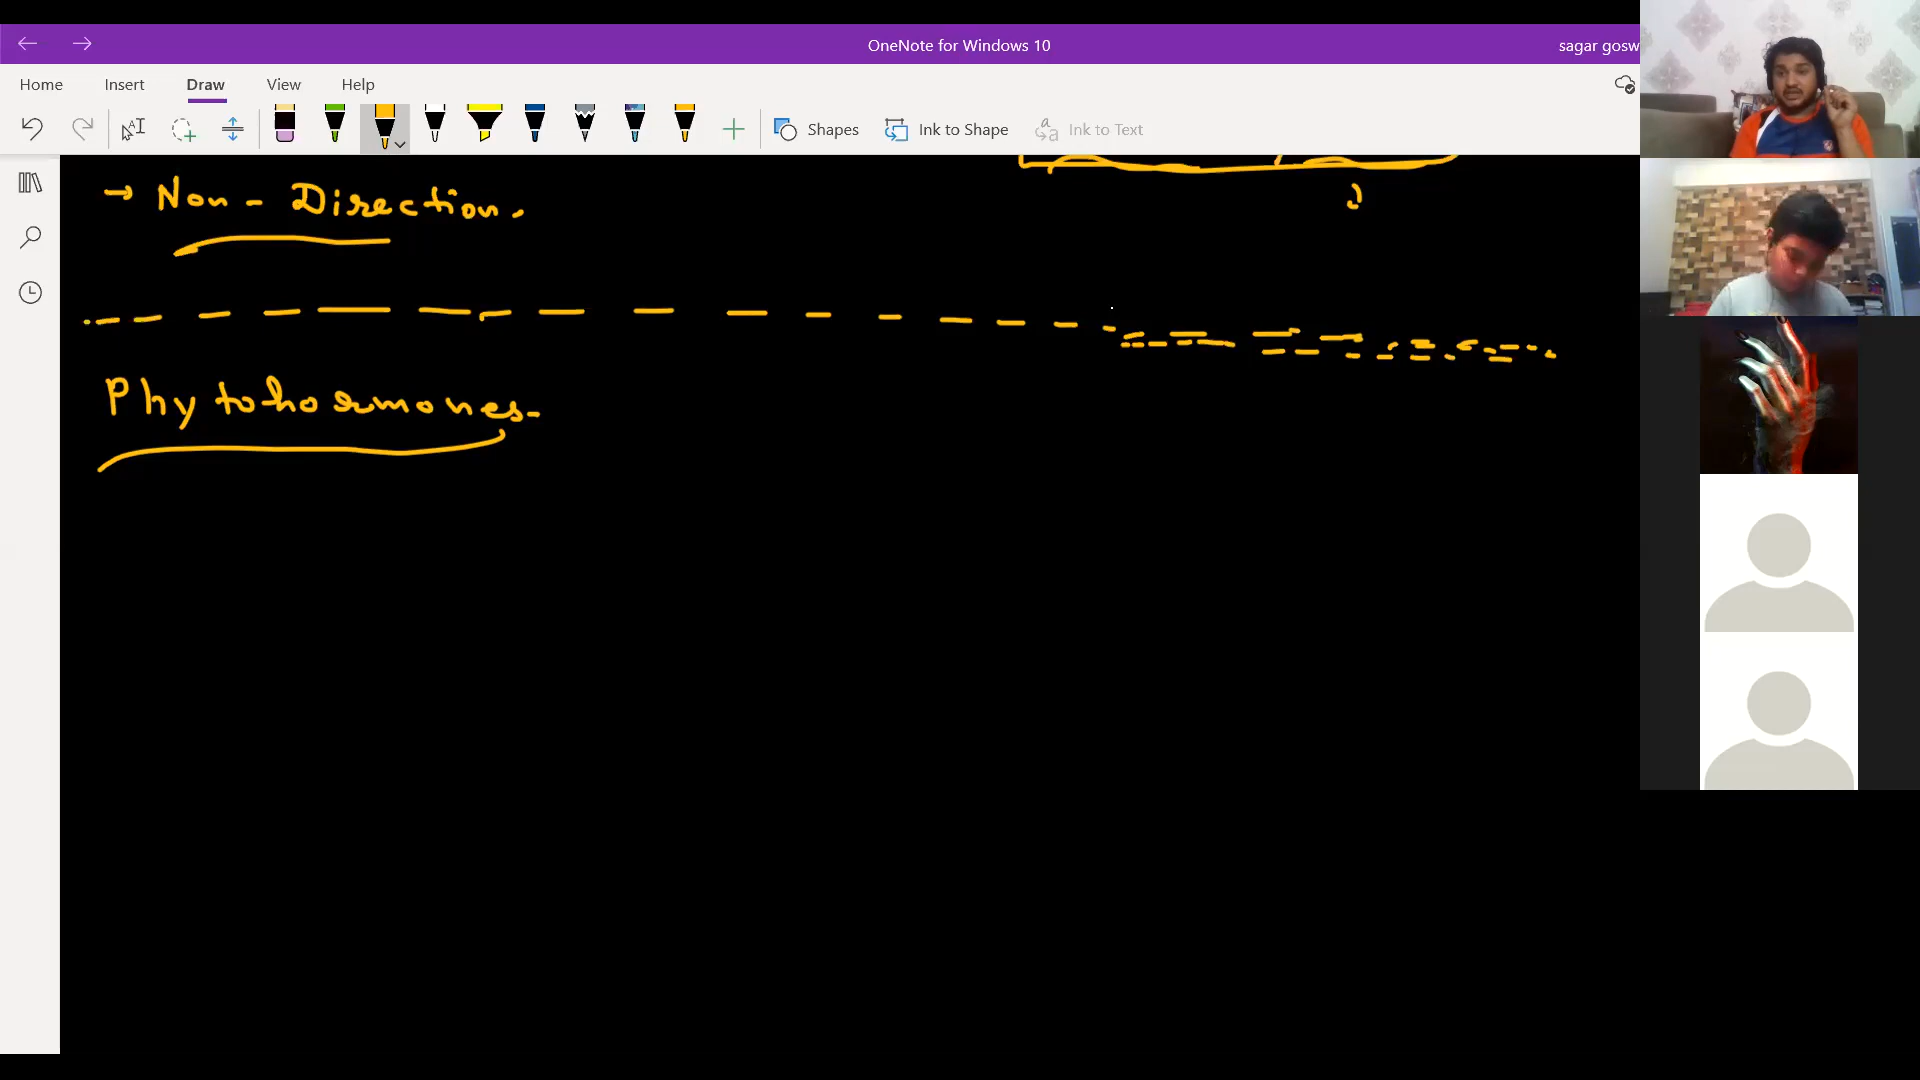 OneNote for Windows 10
sagar gosw
Home Insert Draw View Help
Shapes Ink to Shape Ink to Text
→ Non - Direction.
Phytohormones-